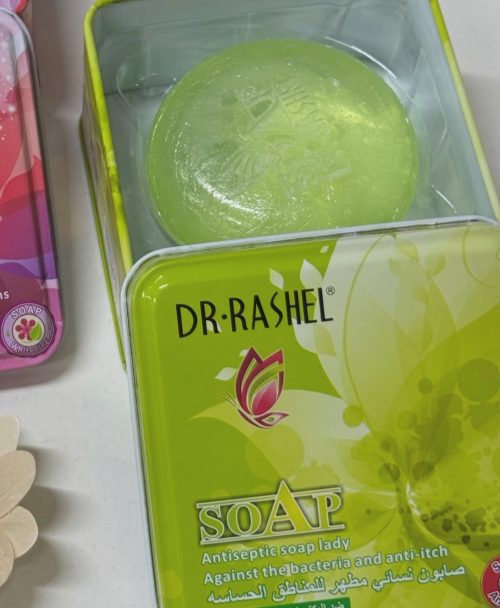 DR·RASHEL®
SOAP
Antiseptic soap lady
Against the bacteria and anti-itch
صابون نسائي مطهر للمناطق الحساسه
SOAP